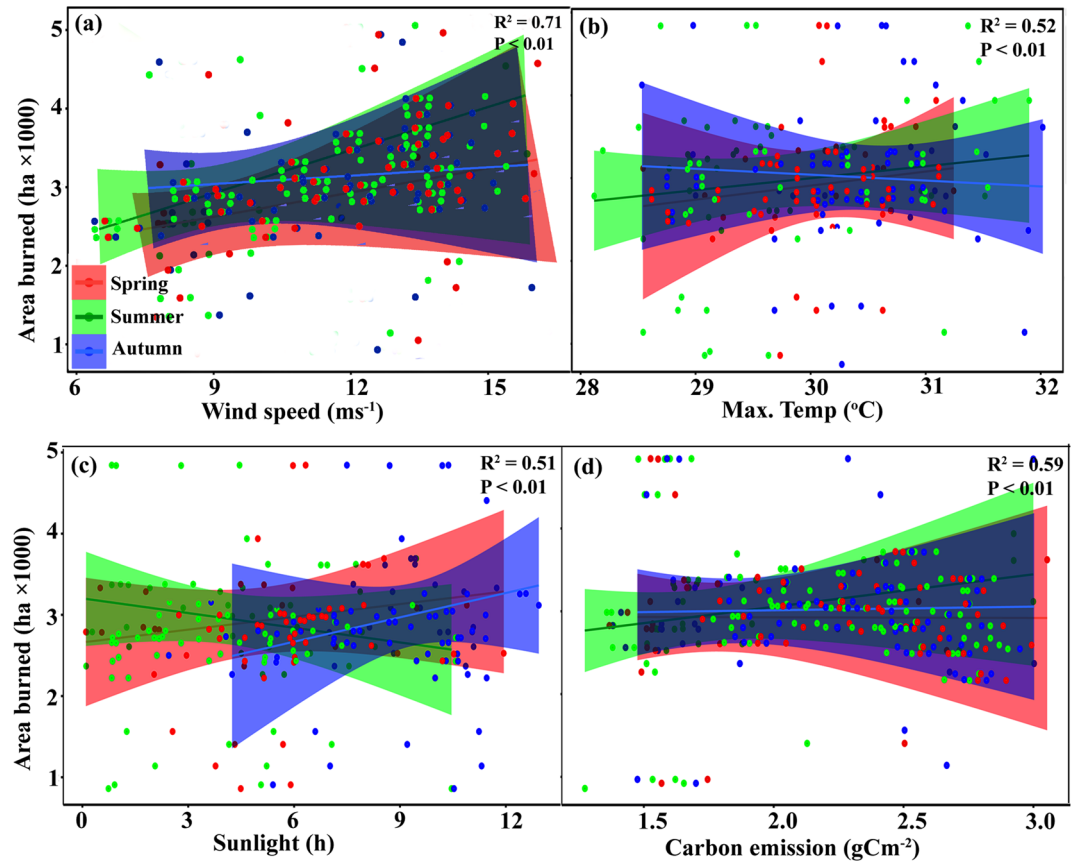 (a)
R² = 0.71
P < 0.01
Area burned (ha ×1000)
5
4
3
2
1
Spring
Summer
Autumn
6 9 12 15
Wind speed (ms⁻¹)
(b)
R² = 0.52
P < 0.01
28 29 30 31 32
Max. Temp (ᵒC)
(c)
R² = 0.51
P < 0.01
Area burned (ha ×1000)
5
4
3
2
1
0 3 6 9 12
Sunlight (h)
(d)
R² = 0.59
P < 0.01
1.5 2.0 2.5 3.0
Carbon emission (gCm⁻²)